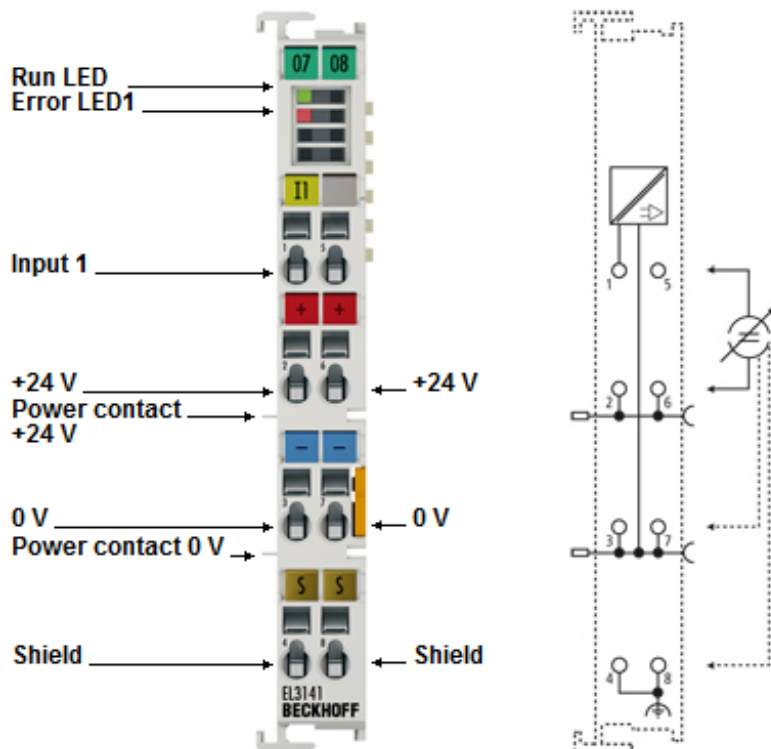 07 08
Run LED
Error LED1
I1
1 5
Input 1
+ +
2 6
+24 V +24 V
Power contact
+24 V
− −
3 7
0 V 0 V
Power contact 0 V
S S
4 8
Shield Shield
EL3141
BECKHOFF
1 5
2 6
3 7
4 8